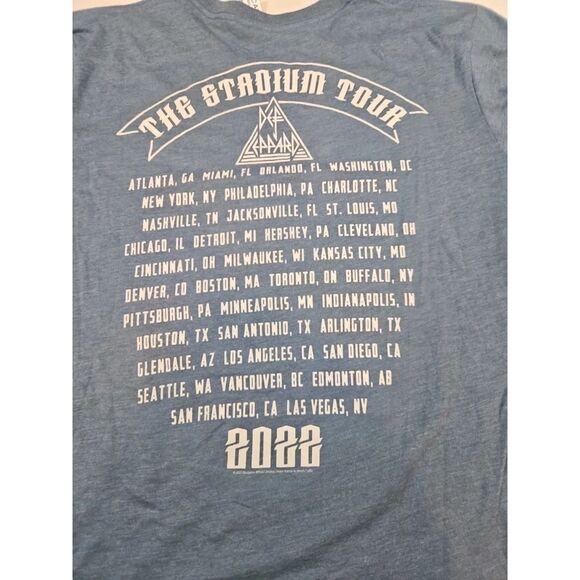 THE STADIUM TOUR
DEF
LEPPARD
ATLANTA, GA MIAMI, FL ORLANDO, FL WASHINGTON, DC
NEW YORK, NY PHILADELPHIA, PA CHARLOTTE, NC
NASHVILLE, TN JACKSONVILLE, FL ST. LOUIS, MO
CHICAGO, IL DETROIT, MI HERSHEY, PA CLEVELAND, OH
CINCINNATI, OH MILWAUKEE, WI KANSAS CITY, MO
DENVER, CO BOSTON, MA TORONTO, ON BUFFALO, NY
PITTSBURGH, PA MINNEAPOLIS, MN INDIANAPOLIS, IN
HOUSTON, TX SAN ANTONIO, TX ARLINGTON, TX
GLENDALE, AZ LOS ANGELES, CA SAN DIEGO, CA
SEATTLE, WA VANCOUVER, BC EDMONTON, AB
SAN FRANCISCO, CA LAS VEGAS, NV
2022